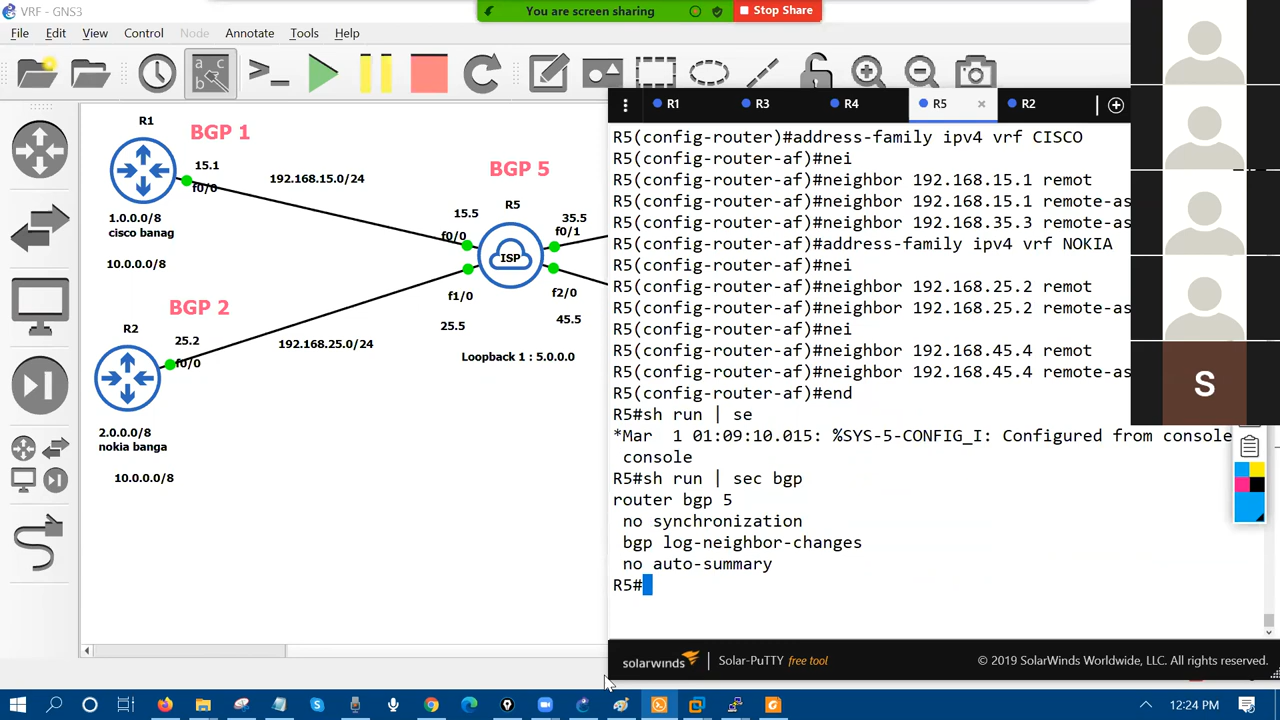 VRF - GNS3
You are screen sharing
Stop Share
File Edit View Control Node Annotate Tools Help
R1
BGP 1
15.1
f0/0
192.168.15.0/24
1.0.0.0/8
cisco banag
10.0.0.0/8
BGP 5
R5
15.5
f0/0
35.5
f0/1
ISP
f1/0
f2/0
25.5
45.5
BGP 2
R2
25.2
f0/0
192.168.25.0/24
Loopback 1 : 5.0.0.0
2.0.0.0/8
nokia banga
10.0.0.0/8
R1 R3 R4 R5 R2
R5(config-router)#address-family ipv4 vrf CISCO
R5(config-router-af)#nei
R5(config-router-af)#neighbor 192.168.15.1 remot
R5(config-router-af)#neighbor 192.168.15.1 remote-as
R5(config-router-af)#neighbor 192.168.35.3 remote-as
R5(config-router-af)#address-family ipv4 vrf NOKIA
R5(config-router-af)#nei
R5(config-router-af)#neighbor 192.168.25.2 remot
R5(config-router-af)#neighbor 192.168.25.2 remote-as
R5(config-router-af)#nei
R5(config-router-af)#neighbor 192.168.45.4 remot
R5(config-router-af)#neighbor 192.168.45.4 remote-as
R5(config-router-af)#end
R5#sh run | se
*Mar 1 01:09:10.015: %SYS-5-CONFIG_I: Configured from console
console
R5#sh run | sec bgp
router bgp 5
no synchronization
bgp log-neighbor-changes
no auto-summary
R5#
S
solarwinds Solar-PuTTY free tool © 2019 SolarWinds Worldwide, LLC. All rights reserved.
12:24 PM